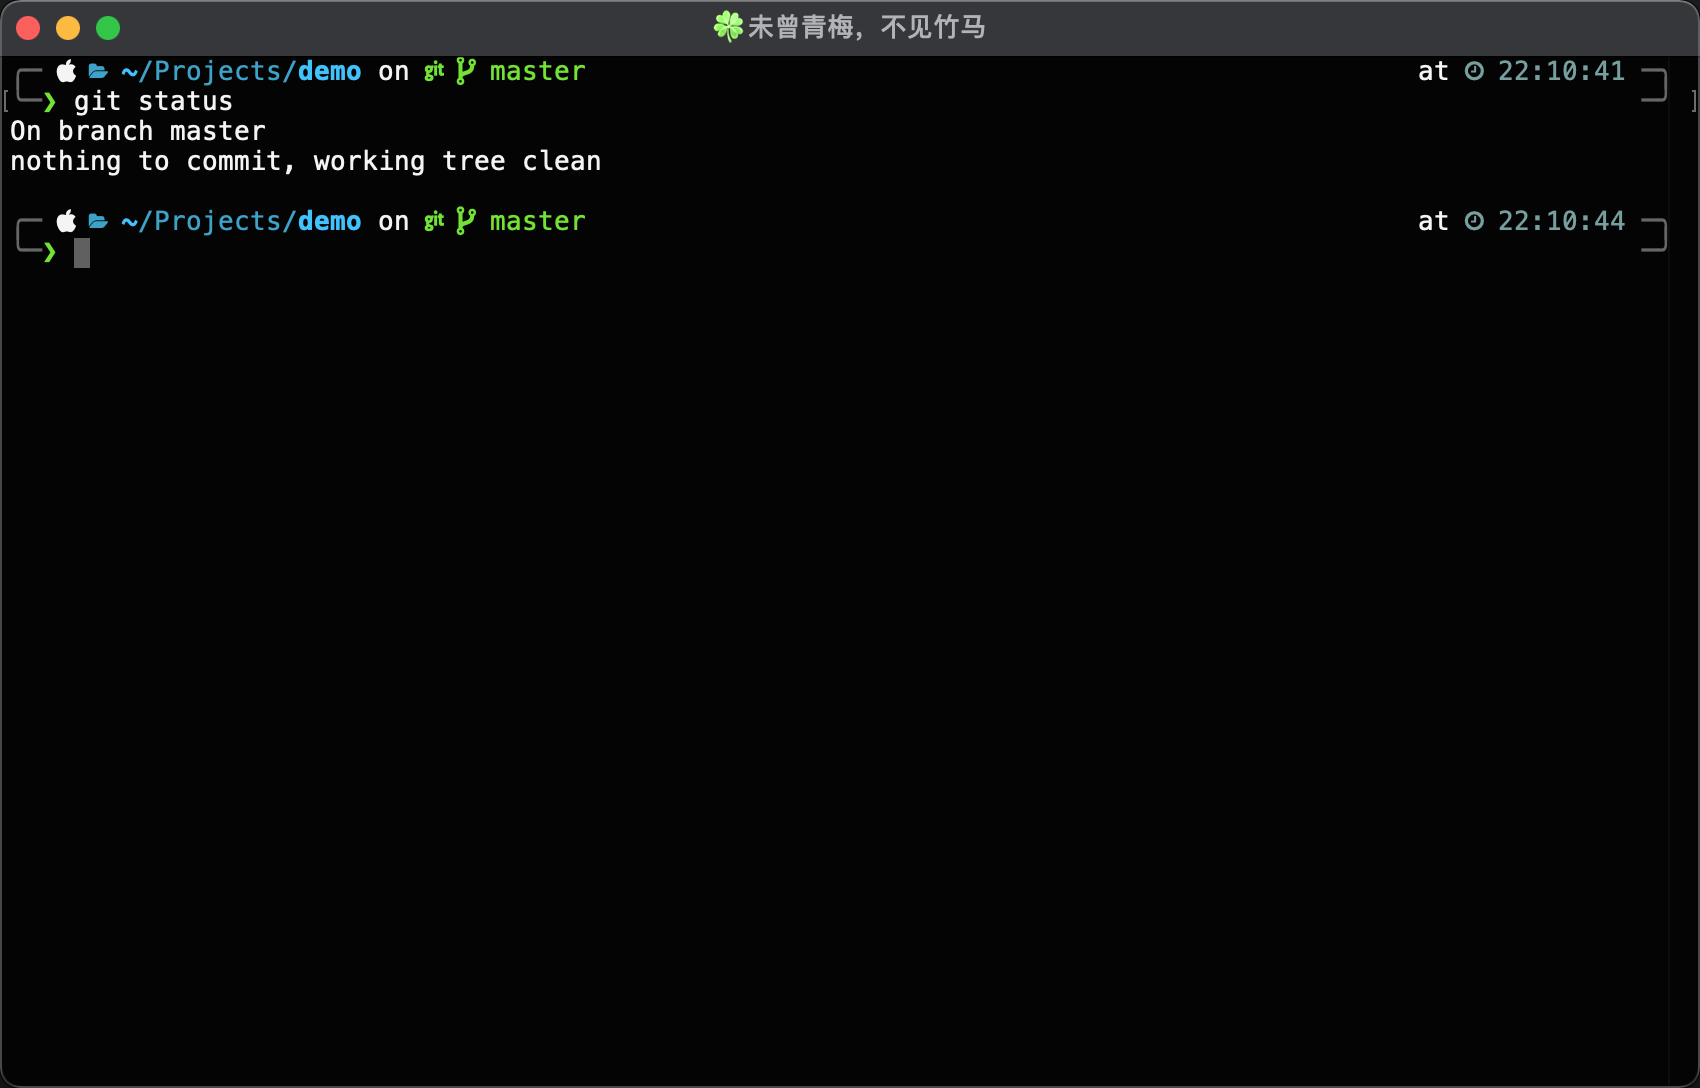 🍀未曾青梅，不见竹马
~/Projects/demo on git master at 22:10:41
❯ git status
On branch master
nothing to commit, working tree clean
~/Projects/demo on git master at 22:10:44
❯